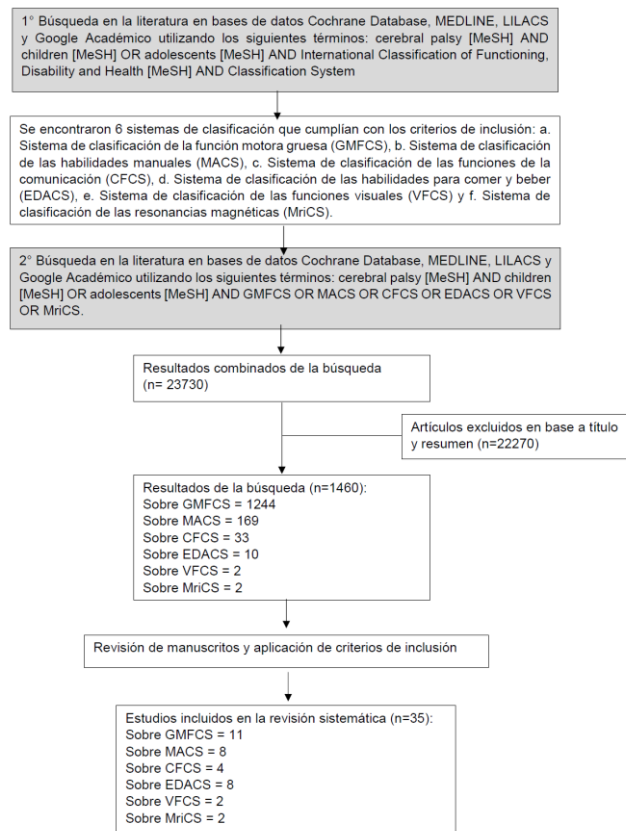 1° Búsqueda en la literatura en bases de datos Cochrane Database, MEDLINE, LILACS
y Google Académico utilizando los siguientes términos: cerebral palsy [MeSH] AND
children [MeSH] OR adolescents [MeSH] AND International Classification of Functioning,
Disability and Health [MeSH] AND Classification System
Se encontraron 6 sistemas de clasificación que cumplían con los criterios de inclusión: a.
Sistema de clasificación de la función motora gruesa (GMFCS), b. Sistema de clasificación
de las habilidades manuales (MACS), c. Sistema de clasificación de las funciones de la
comunicación (CFCS), d. Sistema de clasificación de las habilidades para comer y beber
(EDACS), e. Sistema de clasificación de las funciones visuales (VFCS) y f. Sistema de
clasificación de las resonancias magnéticas (MriCS).
2° Búsqueda en la literatura en bases de datos Cochrane Database, MEDLINE, LILACS y
Google Académico utilizando los siguientes términos: cerebral palsy [MeSH] AND children
[MeSH] OR adolescents [MeSH] AND GMFCS OR MACS OR CFCS OR EDACS OR VFCS
OR MriCS.
Resultados combinados de la búsqueda
(n= 23730)
Artículos excluidos en base a título
y resumen (n=22270)
Resultados de la búsqueda (n=1460):
Sobre GMFCS = 1244
Sobre MACS = 169
Sobre CFCS = 33
Sobre EDACS = 10
Sobre VFCS = 2
Sobre MriCS = 2
Revisión de manuscritos y aplicación de criterios de inclusión
Estudios incluidos en la revisión sistemática (n=35):
Sobre GMFCS = 11
Sobre MACS = 8
Sobre CFCS = 4
Sobre EDACS = 8
Sobre VFCS = 2
Sobre MriCS = 2